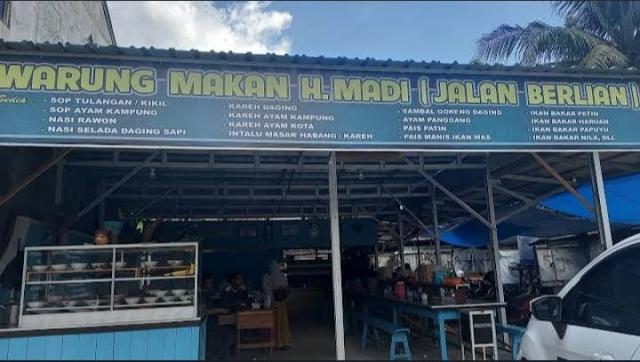 WARUNG MAKAN H. MADI (JALAN BERLIAN)
Sedia
- SOP TULANGAN / KIKIL
- SOP AYAM KAMPUNG
- NASI RAWON
- NASI SELADA DAGING SAPI
- KAREH DAGING
- KAREH AYAM KAMPUNG
- KAREH AYAM KOTA
- INTALU MASAK HABANG / KAREH
- SAMBAL GORENG DAGING
- AYAM PANGGANG
- PAIS PATIN
- PAIS MANIS IKAN MAS
- IKAN BAKAR PATIN
- IKAN BAKAR HARUAN
- IKAN BAKAR PAPUYU
- IKAN BAKAR NILA, DLL